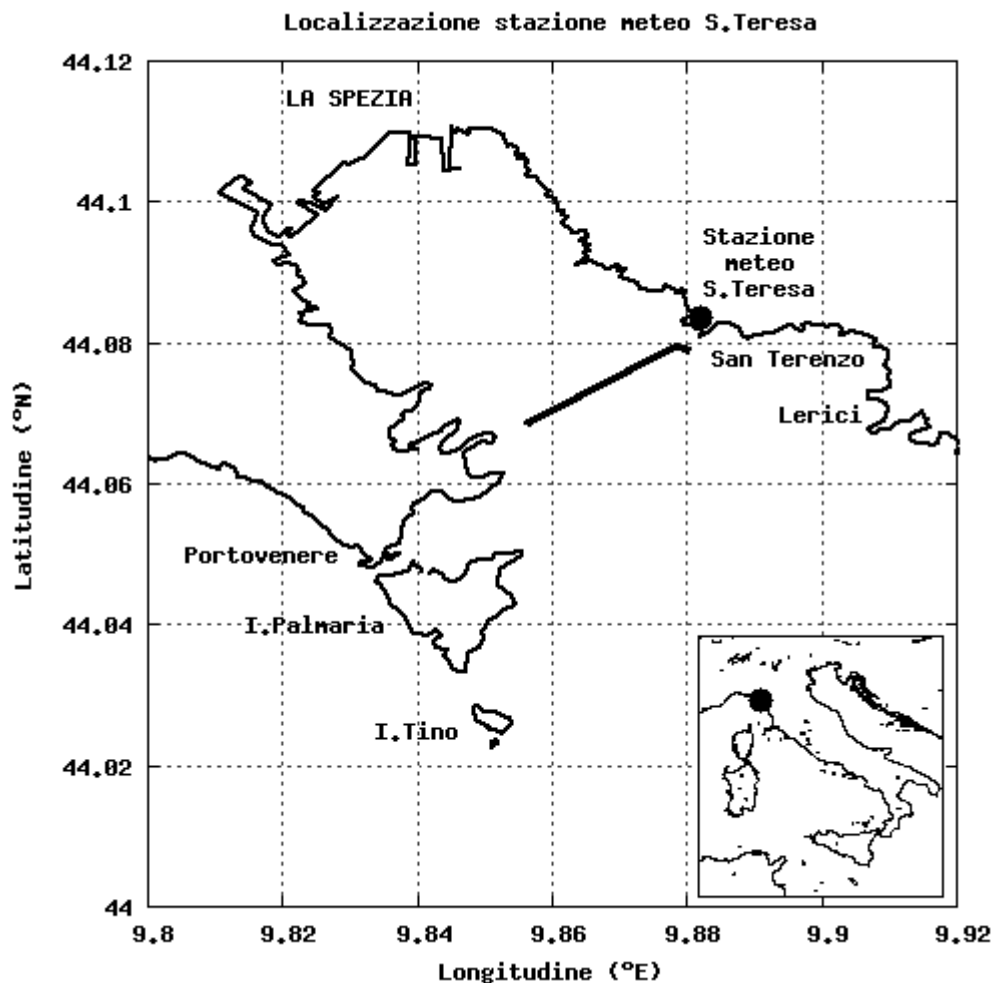 Localizzazione stazione meteo S.Teresa
44.12
LA SPEZIA
44.1
Stazione
meteo
S.Teresa
44.08
San Terenzo
Lerici
Latitudine (°N)
44.06
Portovenere
44.04
I.Palmaria
I.Tino
44.02
44
9.8
9.82
9.84
9.86
9.88
9.9
9.92
Longitudine (°E)